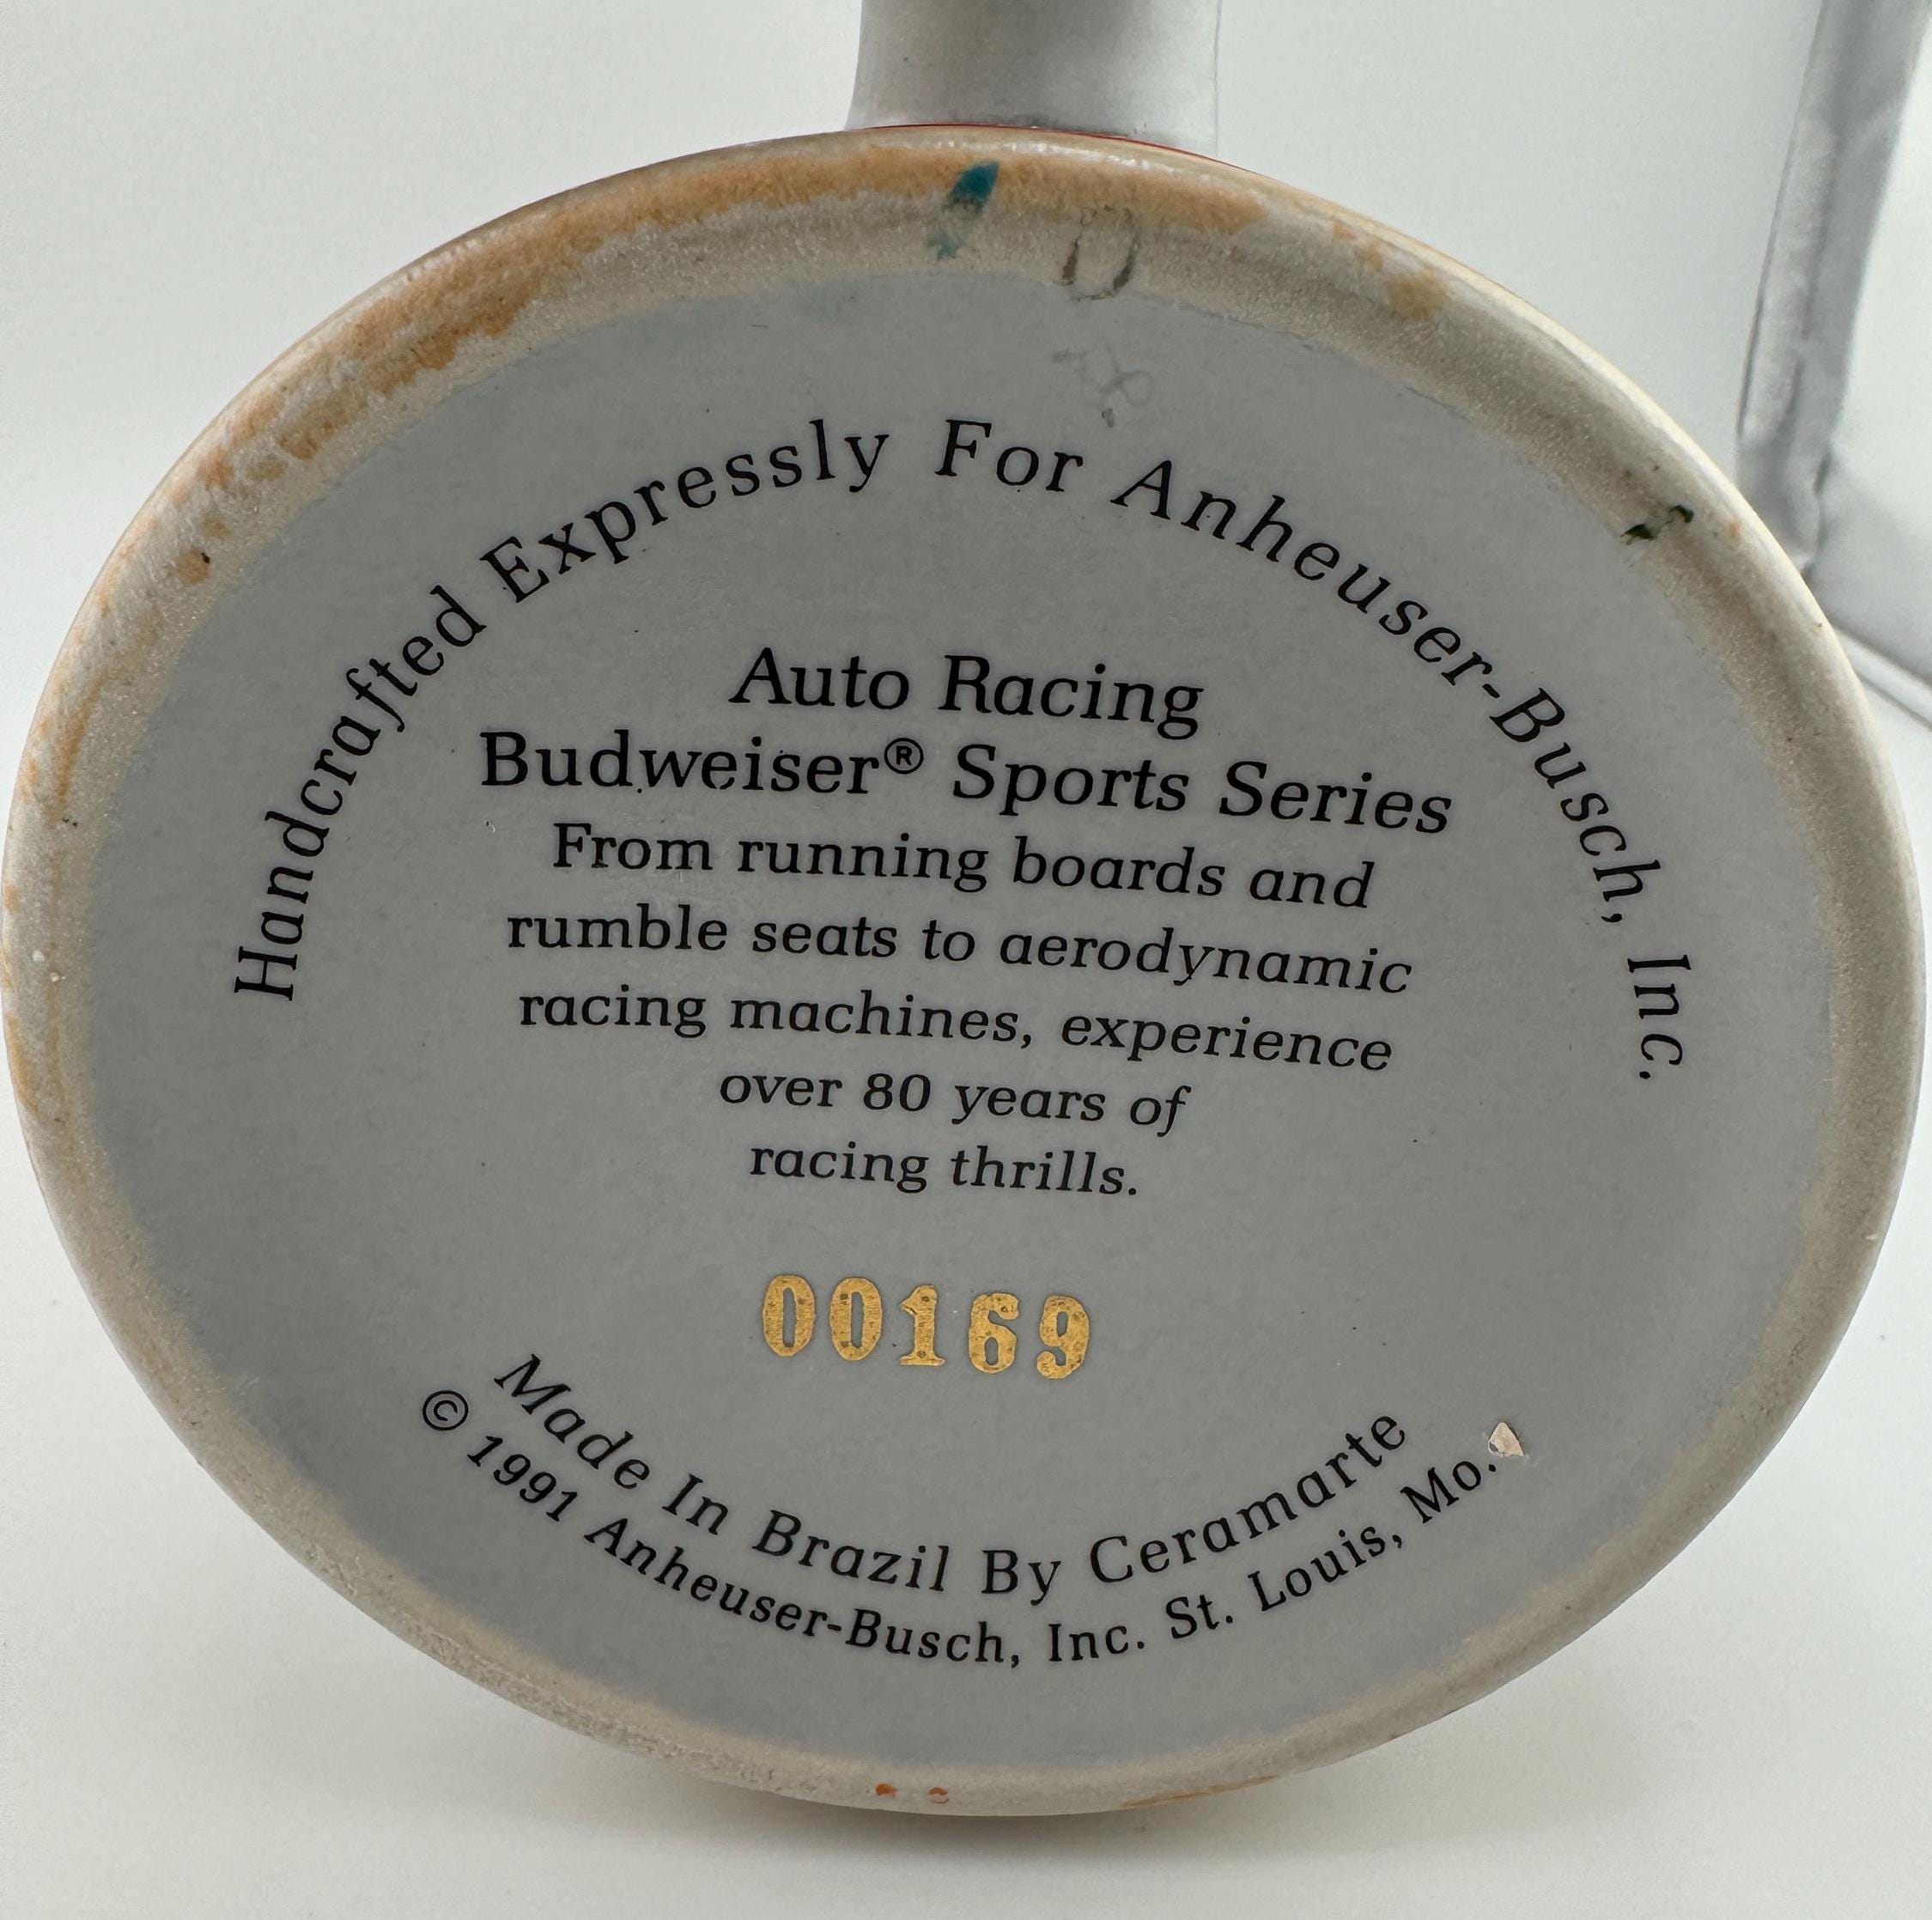 Handcrafted Expressly For Anheuser-Busch, Inc.
Auto Racing
Budweiser® Sports Series
From running boards and
rumble seats to aerodynamic
racing machines, experience
over 80 years of
racing thrills.
00169
Made In Brazil By Ceramarte
© 1991 Anheuser-Busch, Inc. St. Louis, Mo.